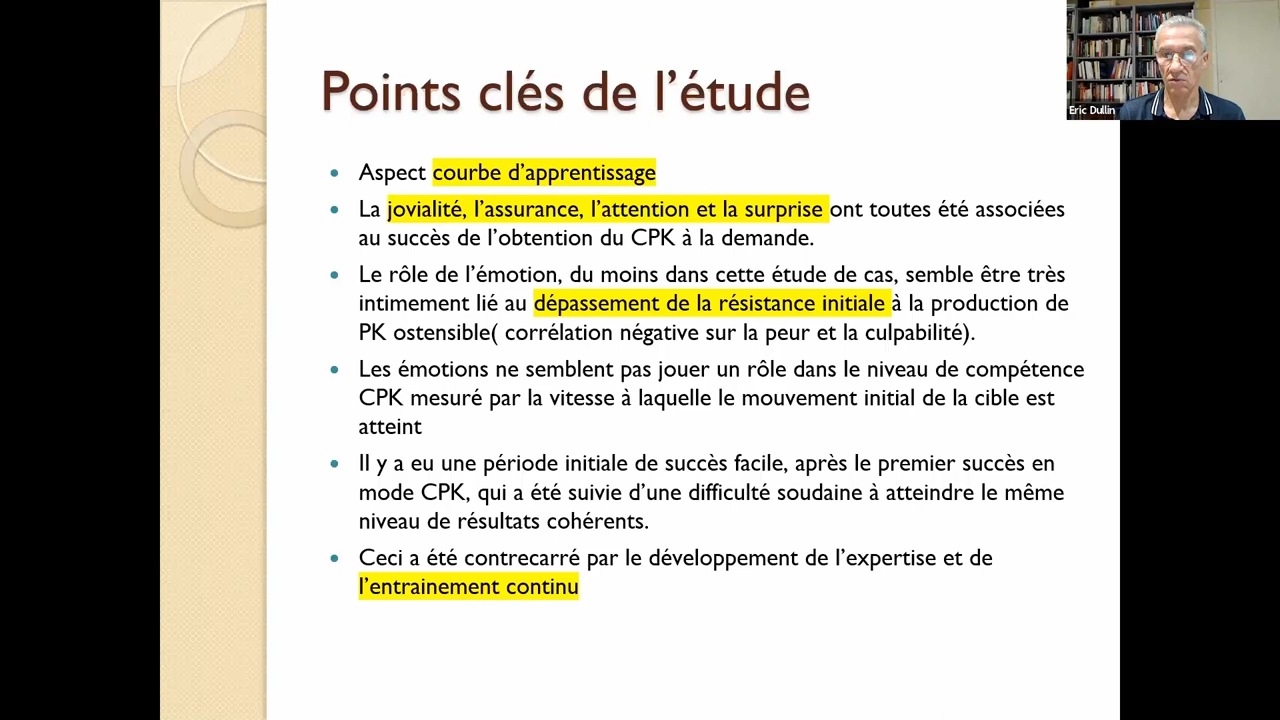 Points clés de l'étude
Eric Dullin
Aspect courbe d'apprentissage
La jovialité, l'assurance, l'attention et la surprise ont toutes été associées
au succès de l'obtention du CPK à la demande.
Le rôle de l'émotion, du moins dans cette étude de cas, semble être très
intimement lié au dépassement de la résistance initiale à la production de
PK ostensible( corrélation négative sur la peur et la culpabilité).
Les émotions ne semblent pas jouer un rôle dans le niveau de compétence
CPK mesuré par la vitesse à laquelle le mouvement initial de la cible est
atteint
Il y a eu une période initiale de succès facile, après le premier succès en
mode CPK, qui a été suivie d'une difficulté soudaine à atteindre le même
niveau de résultats cohérents.
Ceci a été contrecarré par le développement de l'expertise et de
l'entrainement continu